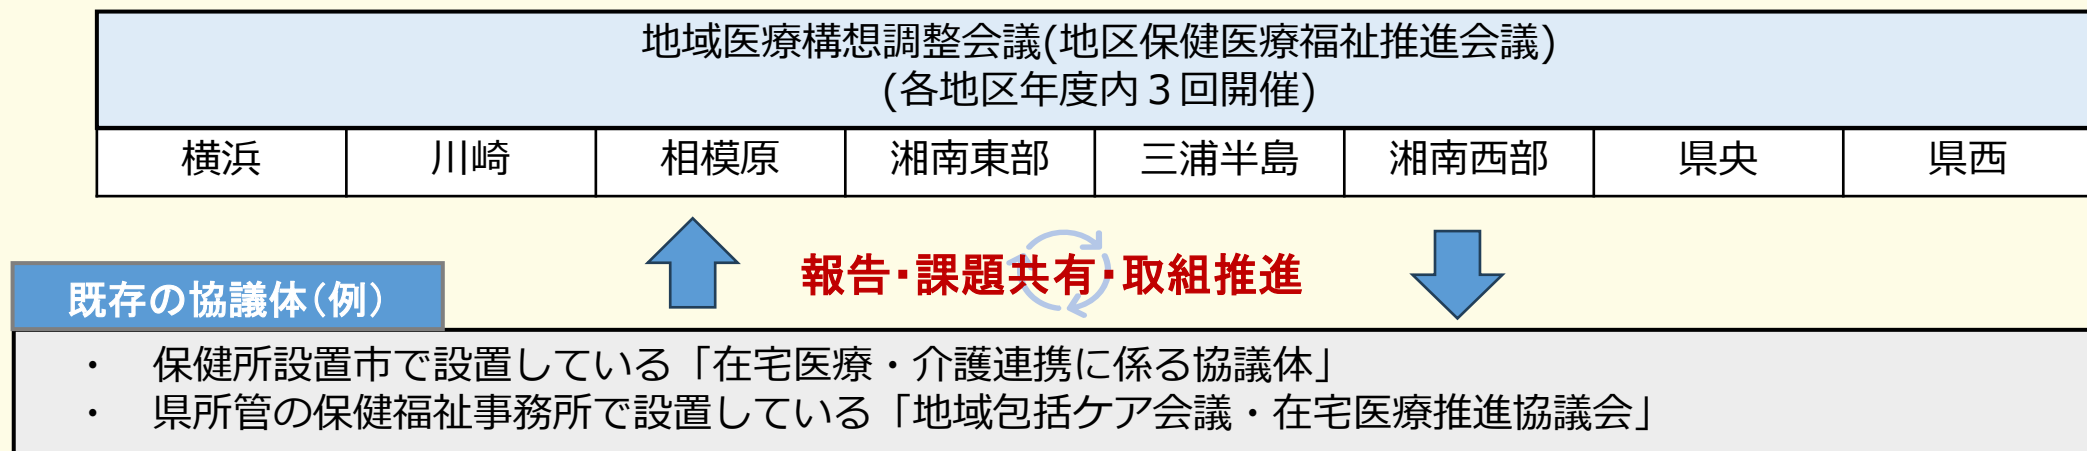 地域医療構想調整会議(地区保健医療福祉推進会議)
(各地区年度内３回開催)
横浜
川崎
相模原
湘南東部
三浦半島
湘南西部
県央
県西
報告・課題共有・取組推進
既存の協議体(例)
・ 保健所設置市で設置している「在宅医療・介護連携に係る協議体」
・ 県所管の保健福祉事務所で設置している「地域包括ケア会議・在宅医療推進協議会」